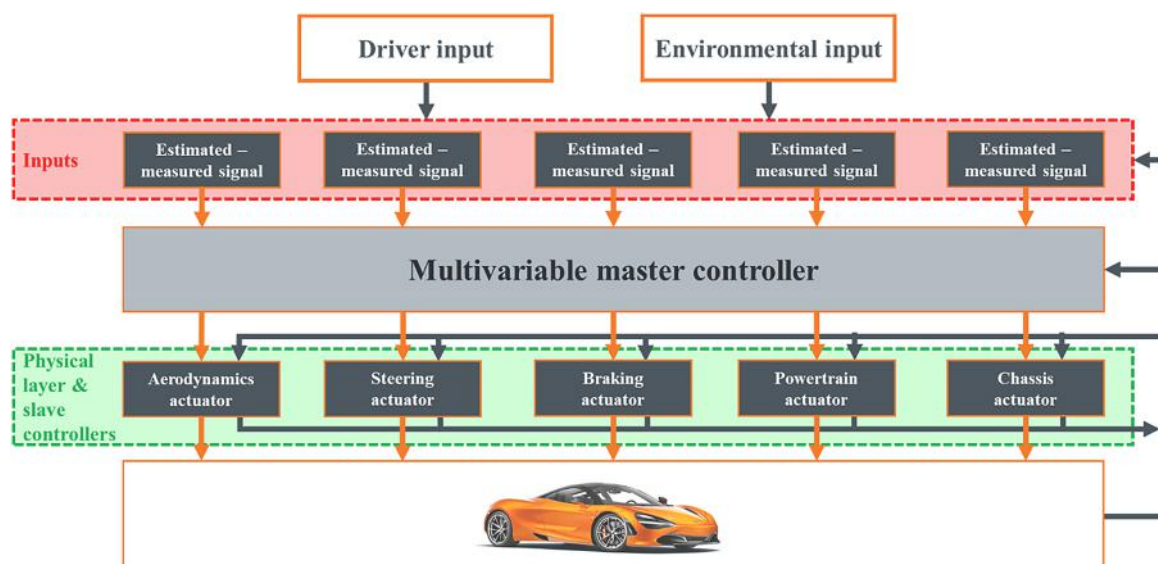 Driver input
Environmental input
Inputs
Estimated –
measured signal
Estimated –
measured signal
Estimated –
measured signal
Estimated –
measured signal
Estimated –
measured signal
Multivariable master controller
Physical
layer &
slave
controllers
Aerodynamics
actuator
Steering
actuator
Braking
actuator
Powertrain
actuator
Chassis
actuator